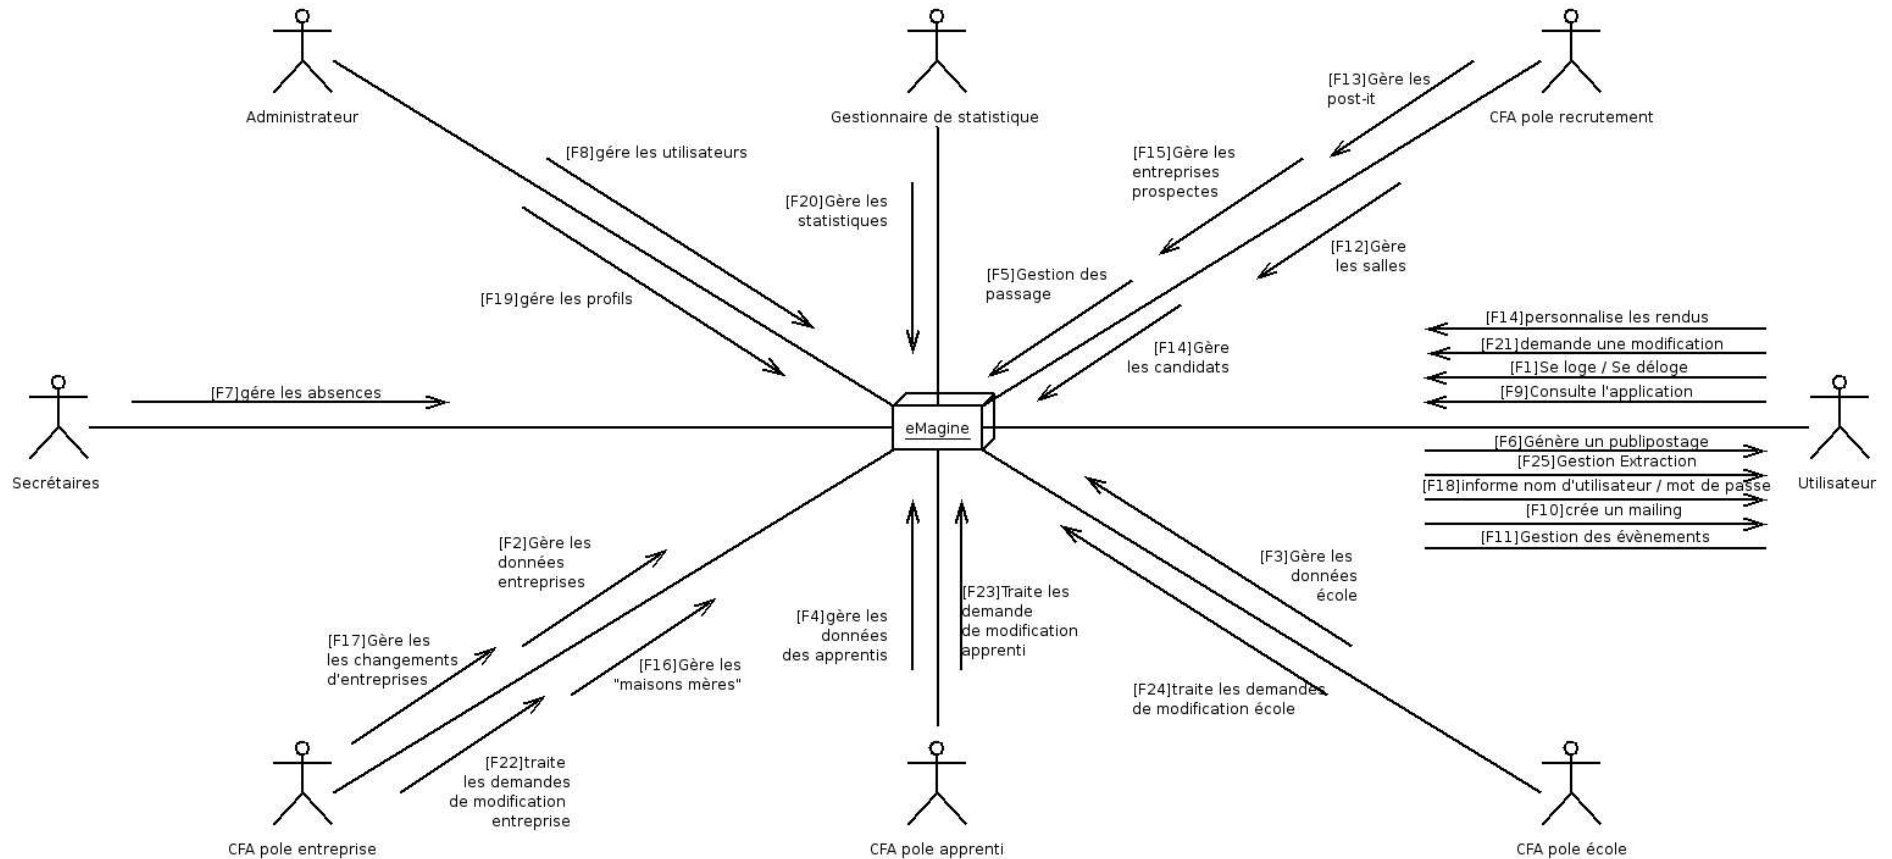 Administrateur
Gestionnaire de statistique
CFA pole recrutement
[F13]Gère les
post-it
[F8]gére les utilisateurs
[F15]Gère les
entreprises
prospectes
[F20]Gère les
statistiques
[F12]Gère
les salles
[F5]Gestion des
passage
[F19]gére les profils
[F14]Gère
les candidats
[F14]personnalise les rendus
[F21]demande une modification
[F1]Se loge / Se déloge
[F9]Consulte l'application
[F7]gére les absences
eMagine
Secrétaires
[F6]Génère un publipostage
[F25]Gestion Extraction
[F18]informe nom d'utilisateur / mot de passe
[F10]crée un mailing
[F11]Gestion des évènements
Utilisateur
[F2]Gère les
données
entreprises
[F3]Gère les
données
école
[F23]Traite les
demande
de modification
apprenti
[F4]gère les
données
des apprentis
[F17]Gère les
les changements
d'entreprises
[F16]Gère les
"maisons mères"
[F24]traite les demandes
de modification école
[F22]traite
les demandes
de modification
entreprise
CFA pole entreprise
CFA pole apprenti
CFA pole école